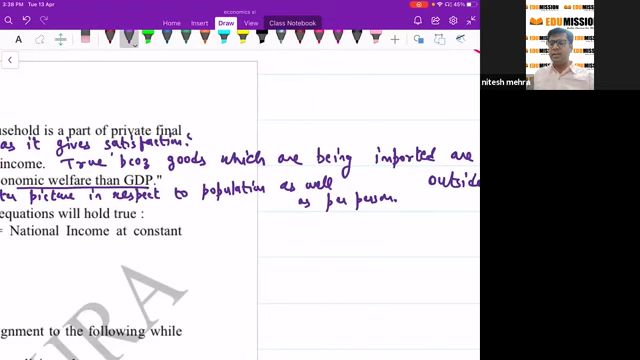 3:38 PM Tue 13 Apr
economics xi
45%
Home Insert Draw View Class Notebook
EDUMISSION
EDUMISSION
nitesh mehra
usehold is a part of private final
as it gives satisfaction.
income. True bcoz goods which are being imported are
onomic welfare than GDP." outside
picture in respect to population as well
as per person.
equations will hold true :
= National Income at constant
RA
gnment to the following while